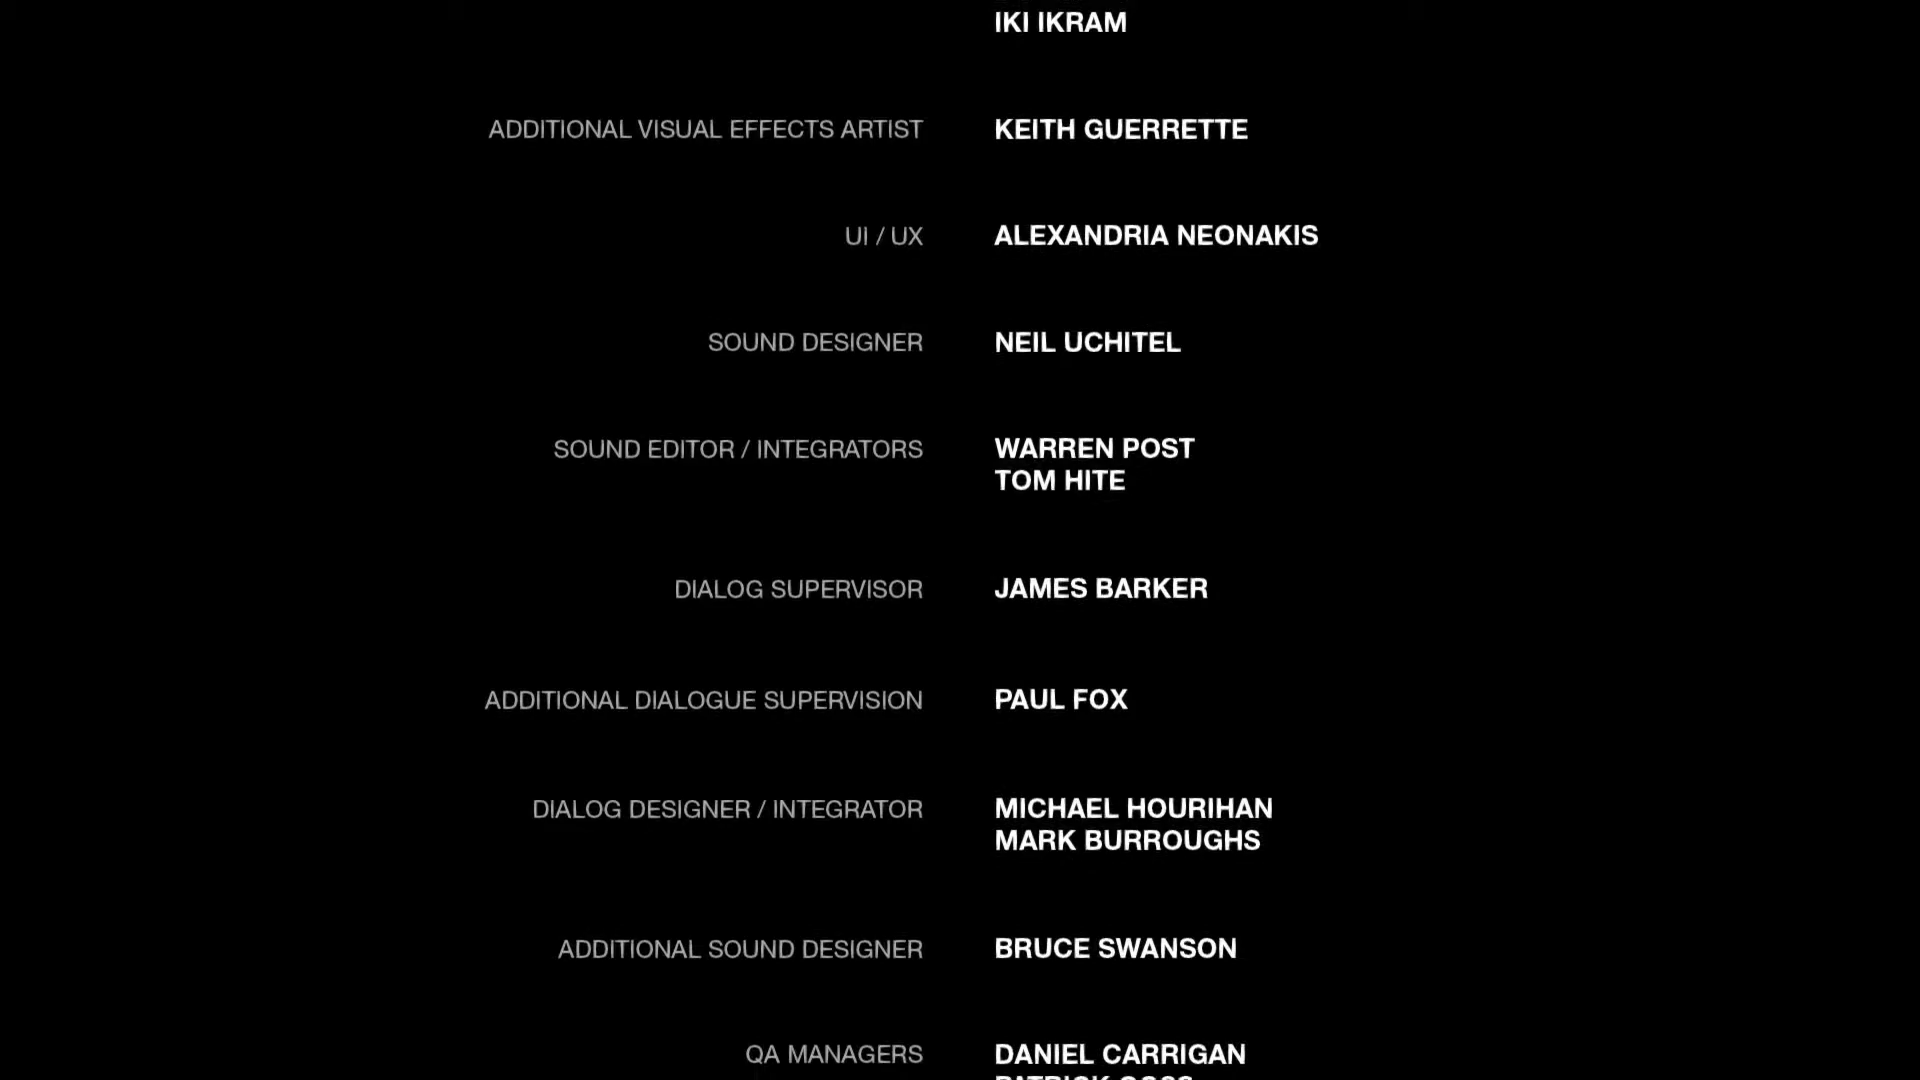 IKI IKRAM
ADDITIONAL VISUAL EFFECTS ARTIST KEITH GUERRETTE
UI / UX ALEXANDRIA NEONAKIS
SOUND DESIGNER NEIL UCHITEL
SOUND EDITOR / INTEGRATORS WARREN POST
TOM HITE
DIALOG SUPERVISOR JAMES BARKER
ADDITIONAL DIALOGUE SUPERVISION PAUL FOX
DIALOG DESIGNER / INTEGRATOR MICHAEL HOURIHAN
MARK BURROUGHS
ADDITIONAL SOUND DESIGNER BRUCE SWANSON
QA MANAGERS DANIEL CARRIGAN
PATRICK